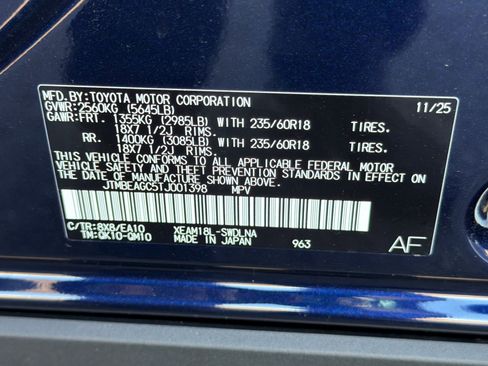 MFD.BY:TOYOTA MOTOR CORPORATION 11/25
GVWR:2560KG (5645LB)
GAWR:FRT. 1355KG (2985LB) WITH 235/60R18 TIRES.
18X7 1/2J RIMS.
RR. 1400KG (3085LB) WITH 235/60R18 TIRES.
18X7 1/2J RIMS.
THIS VEHICLE CONFORMS TO ALL APPLICABLE FEDERAL MOTOR
VEHICLE SAFETY AND THEFT PREVENTION STANDARDS IN EFFECT ON
THE DATE OF MANUFACTURE SHOWN ABOVE.
JTMBEAGC5TJ001398 MPV
C/TR:8X8/EA10 XEAM18L-SWDLNA
TM:QK10-QM10 MADE IN JAPAN 963 AF